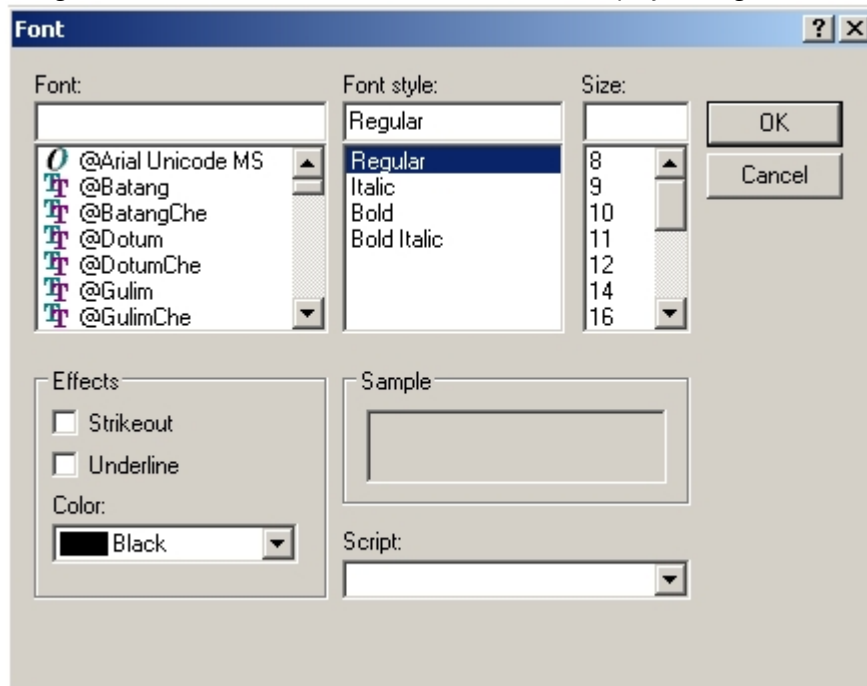 Font
Font:
Font style:
Size:
Regular
OK
Cancel
@Arial Unicode MS
@Batang
@BatangChe
@Dotum
@DotumChe
@Gulim
@GulimChe
Regular
Italic
Bold
Bold Italic
8
9
10
11
12
14
16
Effects
Strikeout
Underline
Color:
Black
Sample
Script: